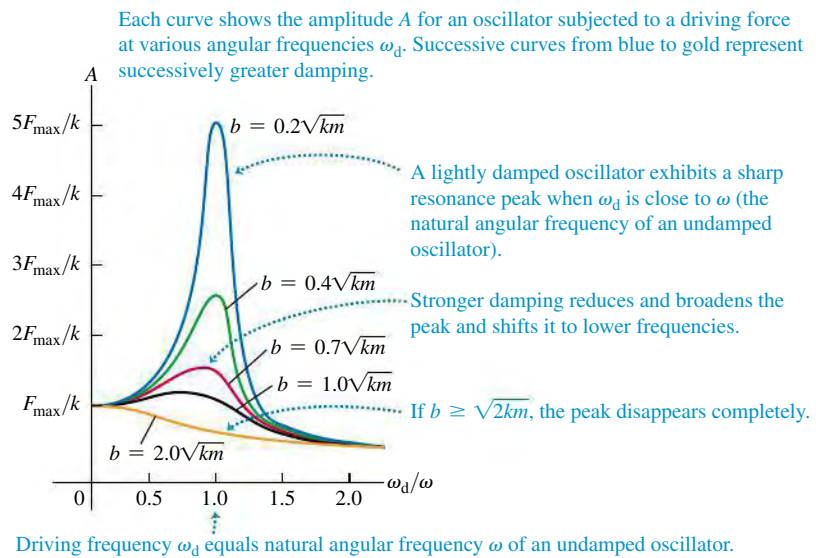 Each curve shows the amplitude A for an oscillator subjected to a driving force
at various angular frequencies ωd. Successive curves from blue to gold represent
successively greater damping.
A
5Fmax/k
b = 0.2√km
A lightly damped oscillator exhibits a sharp
resonance peak when ωd is close to ω (the
natural angular frequency of an undamped
oscillator).
4Fmax/k
3Fmax/k
b = 0.4√km
Stronger damping reduces and broadens the
peak and shifts it to lower frequencies.
2Fmax/k
b = 0.7√km
b = 1.0√km
Fmax/k
If b ≥ √2km, the peak disappears completely.
b = 2.0√km
ωd/ω
0 0.5 1.0 1.5 2.0
Driving frequency ωd equals natural angular frequency ω of an undamped oscillator.